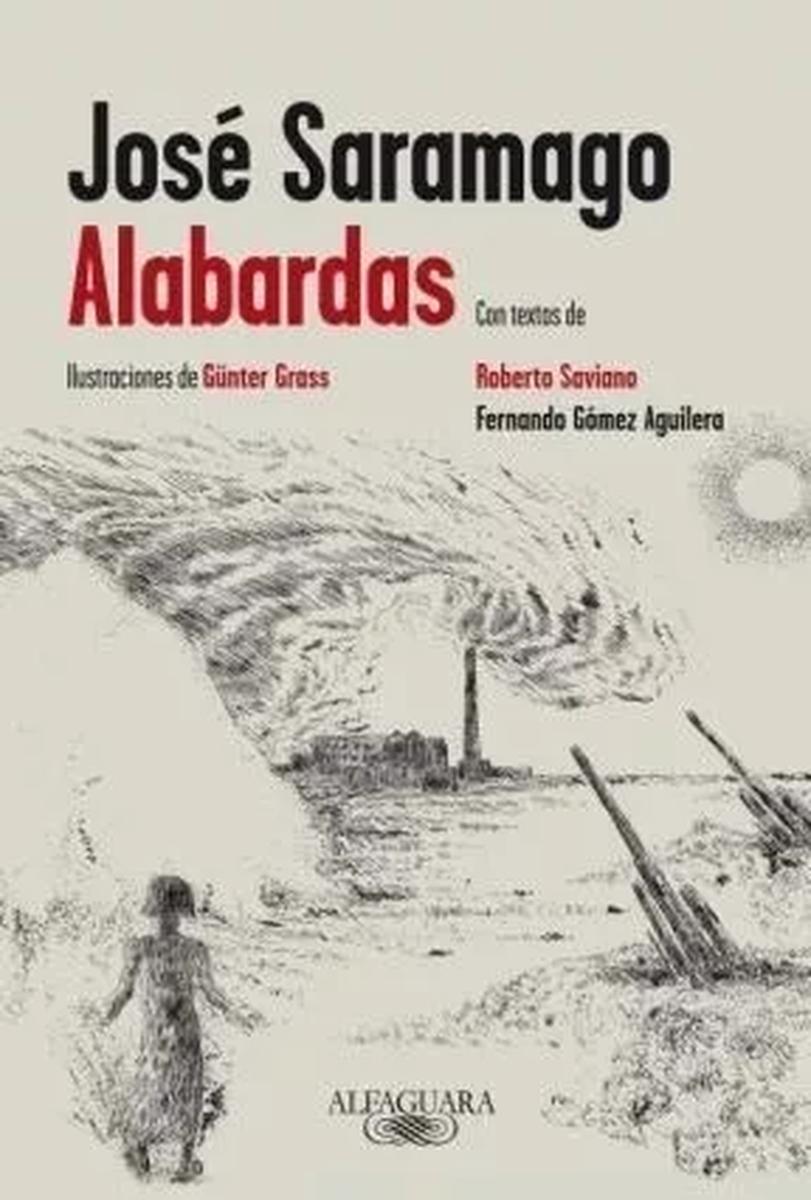 José Saramago
Alabardas
Con textos de
Ilustraciones de Günter Grass
Roberto Saviano
Fernando Gómez Aguilera
ALFAGUARA